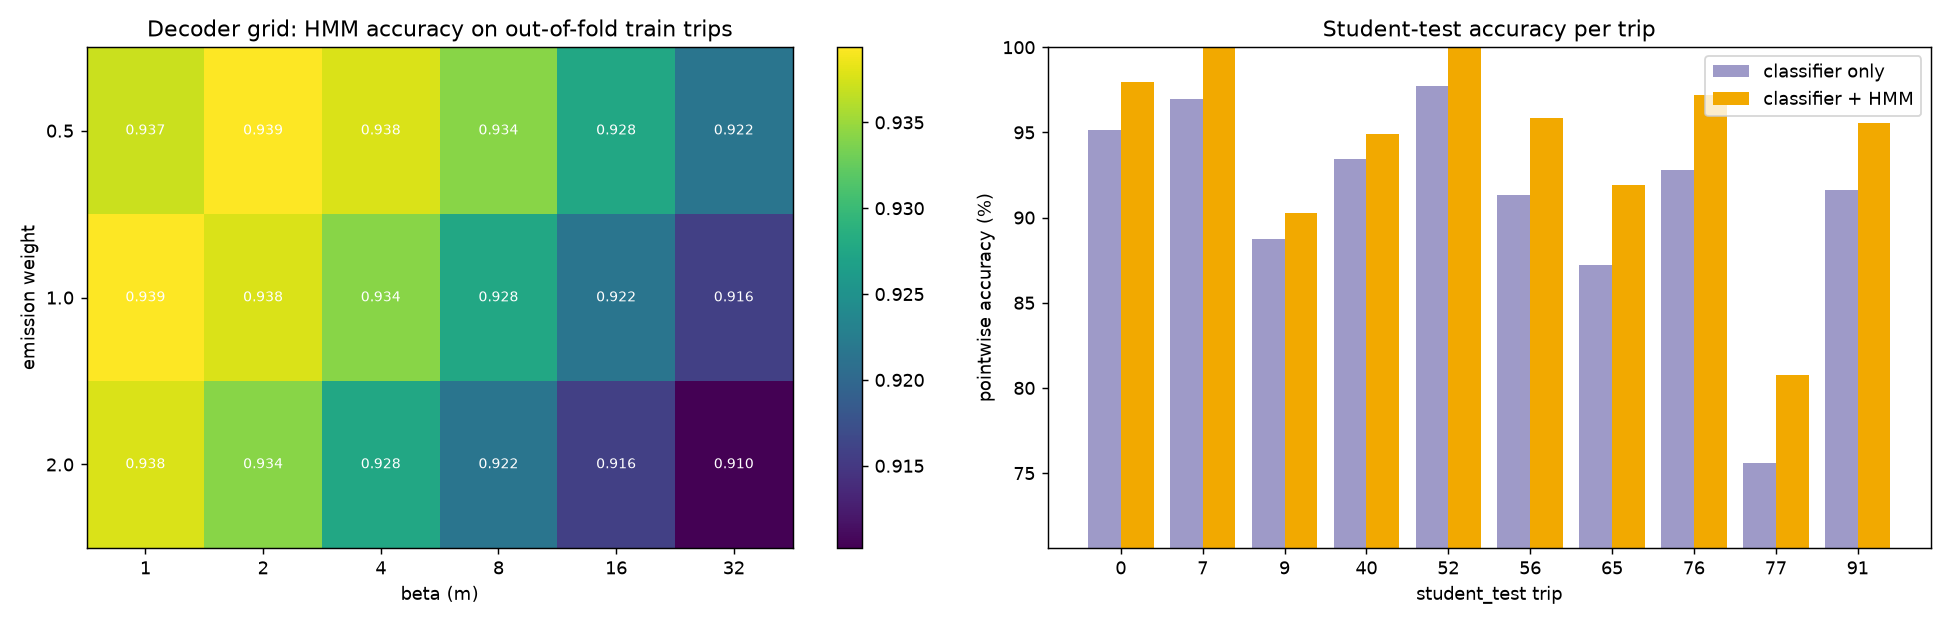 Decoder grid: HMM accuracy on out-of-fold train trips
0.5
0.937 0.939 0.938 0.934 0.928 0.922
1.0
0.939 0.938 0.934 0.928 0.922 0.916
2.0
0.938 0.934 0.928 0.922 0.916 0.910
emission weight
1 2 4 8 16 32
beta (m)
0.935
0.930
0.925
0.920
0.915
Student-test accuracy per trip
classifier only
classifier + HMM
100
95
90
85
80
75
pointwise accuracy (%)
0 7 9 40 52 56 65 76 77 91
student_test trip